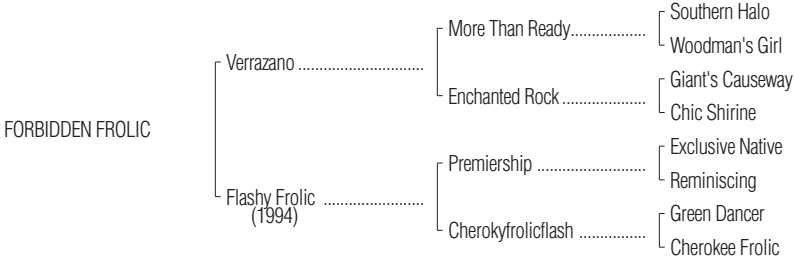 Southern Halo
More Than Ready..................
Woodman's Girl
Verrazano .............................
Giant's Causeway
Enchanted Rock ...................
Chic Shirine
FORBIDDEN FROLIC
Exclusive Native
Premiership .........................
Reminiscing
Flashy Frolic .......................
(1994)
Green Dancer
Cherokyfrolicflash ................
Cherokee Frolic